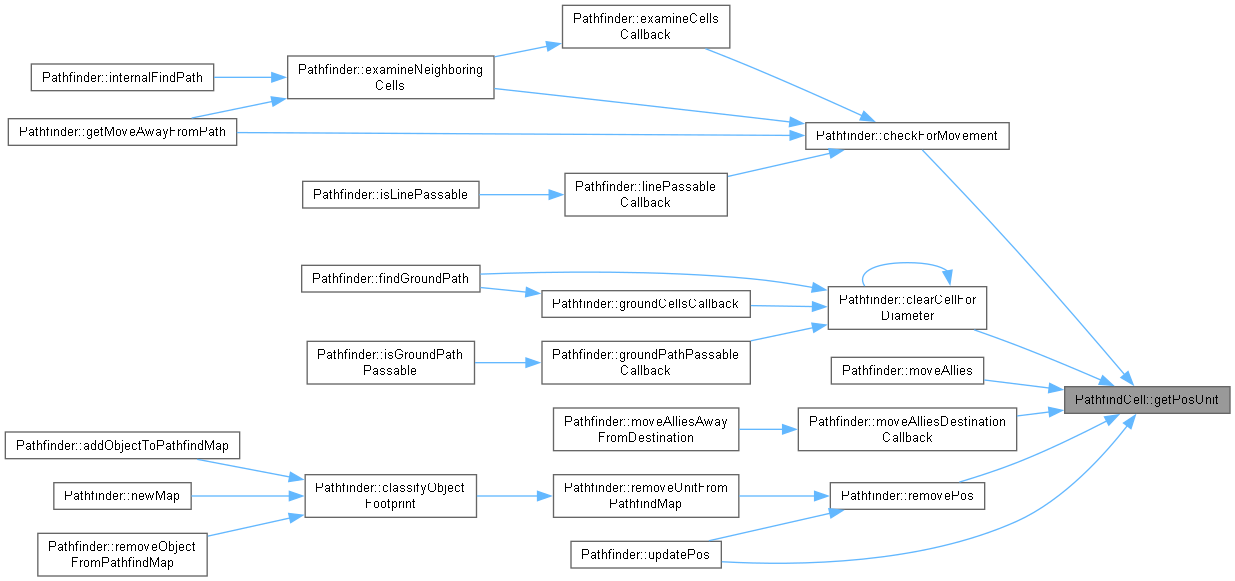 Pathfinder::examineCells
Callback
Pathfinder::internalFindPath
Pathfinder::examineNeighboring
Cells
Pathfinder::getMoveAwayFromPath
Pathfinder::checkForMovement
Pathfinder::isLinePassable
Pathfinder::linePassable
Callback
Pathfinder::findGroundPath
Pathfinder::groundCellsCallback
Pathfinder::clearCellFor
Diameter
Pathfinder::isGroundPath
Passable
Pathfinder::groundPathPassable
Callback
Pathfinder::moveAllies
PathfindCell::getPosUnit
Pathfinder::moveAlliesAway
FromDestination
Pathfinder::moveAlliesDestination
Callback
Pathfinder::addObjectToPathfindMap
Pathfinder::newMap
Pathfinder::classifyObject
Footprint
Pathfinder::removeUnitFrom
PathfindMap
Pathfinder::removePos
Pathfinder::removeObject
FromPathfindMap
Pathfinder::updatePos